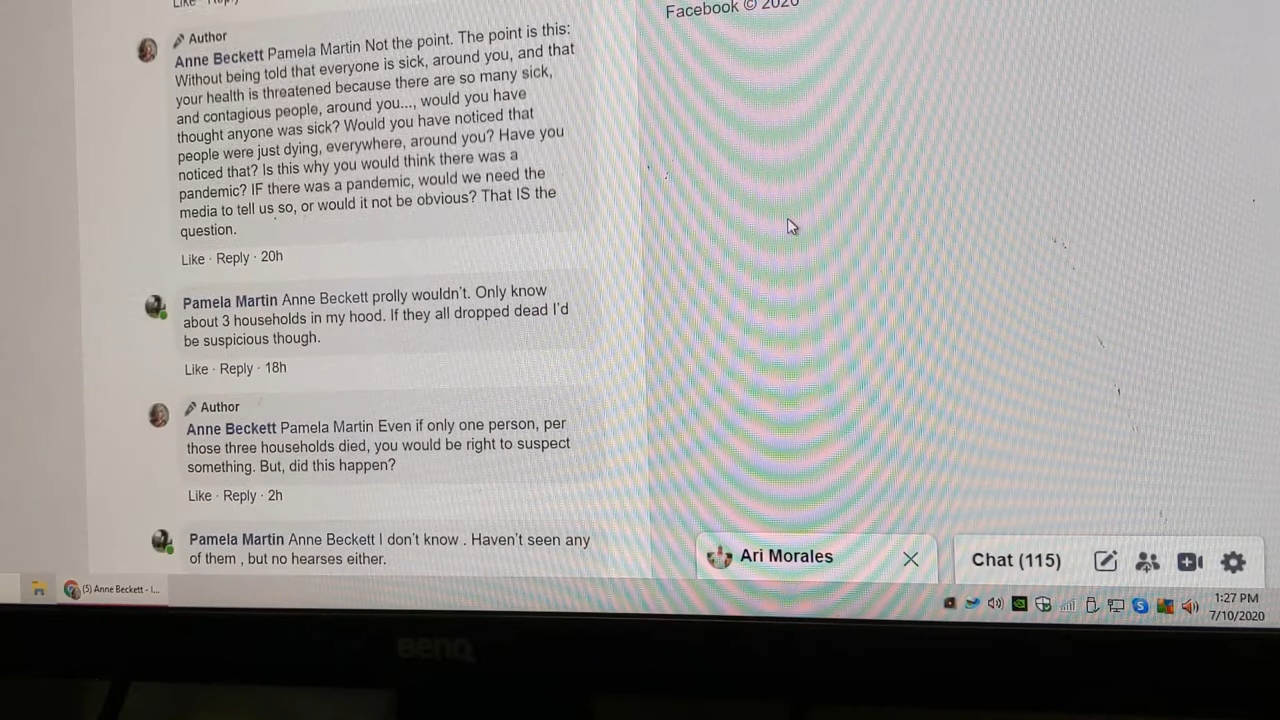 Like · Reply ·
Facebook © 2020
Author
Anne Beckett Pamela Martin Not the point. The point is this:
Without being told that everyone is sick, around you, and that
your health is threatened because there are so many sick,
and contagious people, around you..., would you have
thought anyone was sick? Would you have noticed that
people were just dying, everywhere, around you? Have you
noticed that? Is this why you would think there was a
pandemic? IF there was a pandemic, would we need the
media to tell us so, or would it not be obvious? That IS the
question.
Like · Reply · 20h
Pamela Martin Anne Beckett prolly wouldn't. Only know
about 3 households in my hood. If they all dropped dead I'd
be suspicious though.
Like · Reply · 18h
Author
Anne Beckett Pamela Martin Even if only one person, per
those three households died, you would be right to suspect
something. But, did this happen?
Like · Reply · 2h
Pamela Martin Anne Beckett I don't know . Haven't seen any
of them , but no hearses either.
Ari Morales
Chat (115)
(5) Anne Beckett - I...
1:27 PM
7/10/2020
BenQ